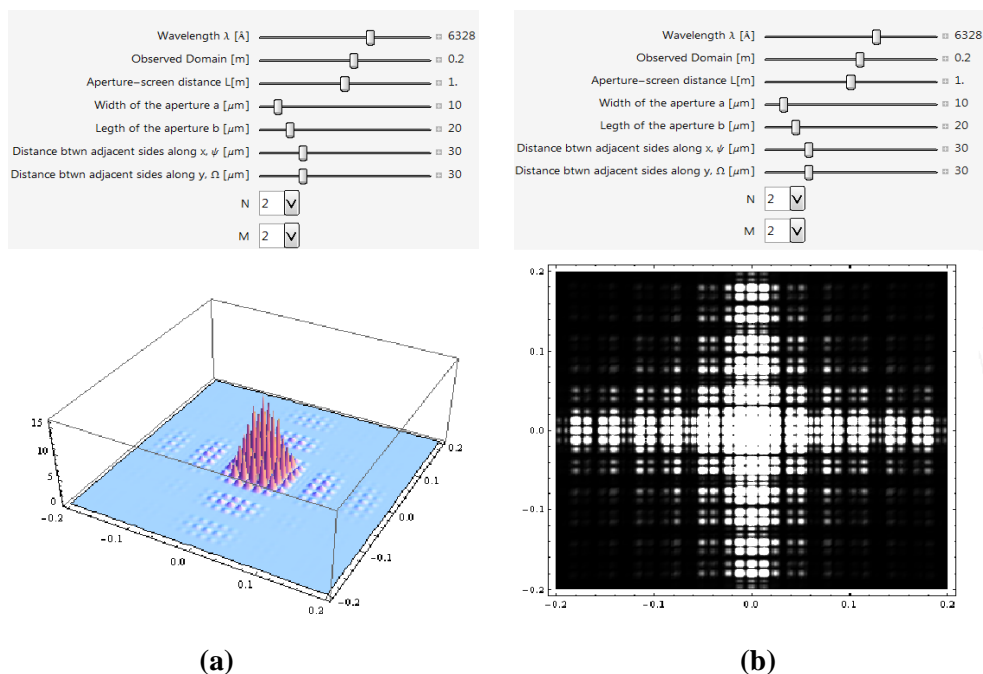 Wavelength λ [Å] 6328
Observed Domain [m] 0.2
Aperture−screen distance L[m] 1.
Width of the aperture a [μm] 10
Legth of the aperture b [μm] 20
Distance btwn adjacent sides along x, ψ [μm] 30
Distance btwn adjacent sides along y, Ω [μm] 30
N 2
M 2
15
10
5
0
−0.2
−0.1
0.0
0.1
0.2
−0.2
−0.1
0.0
0.1
0.2
(a)
Wavelength λ [Å] 6328
Observed Domain [m] 0.2
Aperture−screen distance L[m] 1.
Width of the aperture a [μm] 10
Legth of the aperture b [μm] 20
Distance btwn adjacent sides along x, ψ [μm] 30
Distance btwn adjacent sides along y, Ω [μm] 30
N 2
M 2
0.2
0.1
0.0
−0.1
−0.2
−0.2 −0.1 0.0 0.1 0.2
(b)